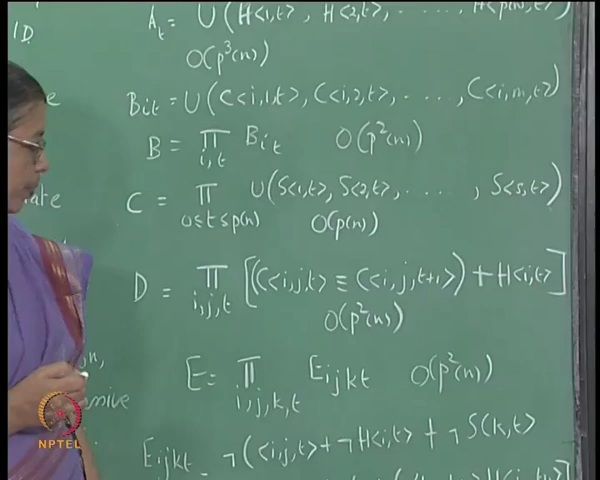 1D
A_t = U(H<1,t>, H<2,t>, ......, H<p(n),t>)
O(p³(n))
B_it = U(C<i,1,t>, C<i,2,t>, ....., C<i,m,t>)
B = Π_{i,t} B_it O(p²(n))
C = Π_{0≤t≤p(n)} U(S<1,t>, S<2,t>, ......, S<s,t>)
O(p(n))
D = Π_{i,j,t} [(C<i,j,t> ≡ C<i,j,t+1>) + H<i,t>]
O(p²(n))
E = Π_{i,j,k,t} E_ijkt O(p²(n))
E_ijkt = ¬C<i,j,t> + ¬H<i,t> + ¬S(k,t>
NPTEL